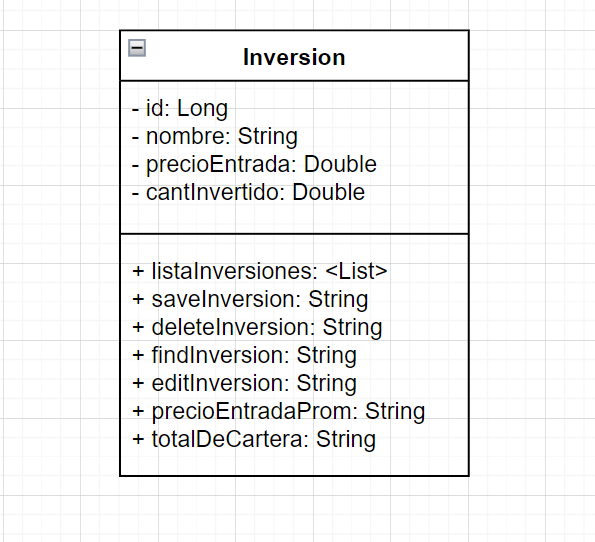 Inversion
- id: Long
- nombre: String
- precioEntrada: Double
- cantInvertido: Double
+ listaInversiones: <List>
+ saveInversion: String
+ deleteInversion: String
+ findInversion: String
+ editInversion: String
+ precioEntradaProm: String
+ totalDeCartera: String